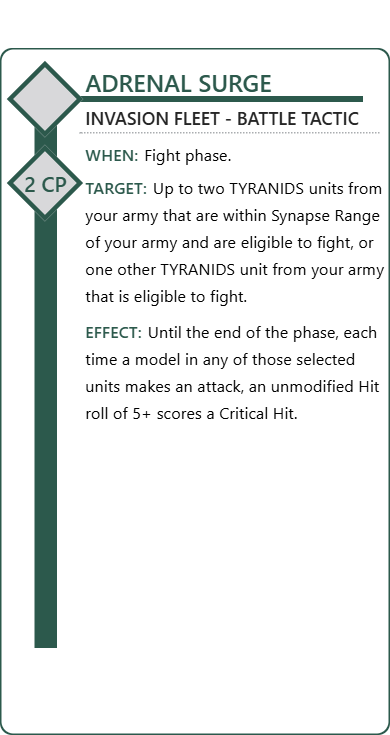 ADRENAL SURGE
INVASION FLEET - BATTLE TACTIC
WHEN: Fight phase.
2 CP
TARGET: Up to two TYRANIDS units from
your army that are within Synapse Range
of your army and are eligible to fight, or
one other TYRANIDS unit from your army
that is eligible to fight.
EFFECT: Until the end of the phase, each
time a model in any of those selected
units makes an attack, an unmodified Hit
roll of 5+ scores a Critical Hit.